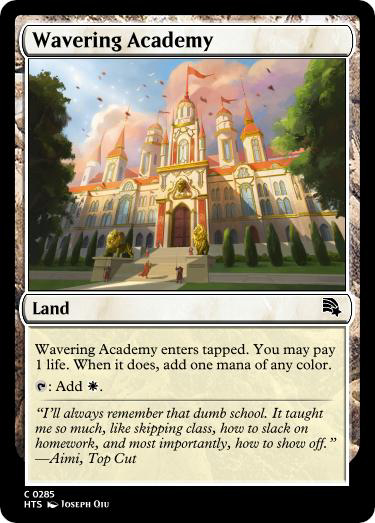 Wavering Academy
Land
Wavering Academy enters tapped. You may pay
1 life. When it does, add one mana of any color.
: Add .
“I’ll always remember that dumb school. It taught
me so much, like skipping class, how to slack on
homework, and most importantly, how to show off.”
—Aimi, Top Cut
C 0285
HTS Joseph Qiu